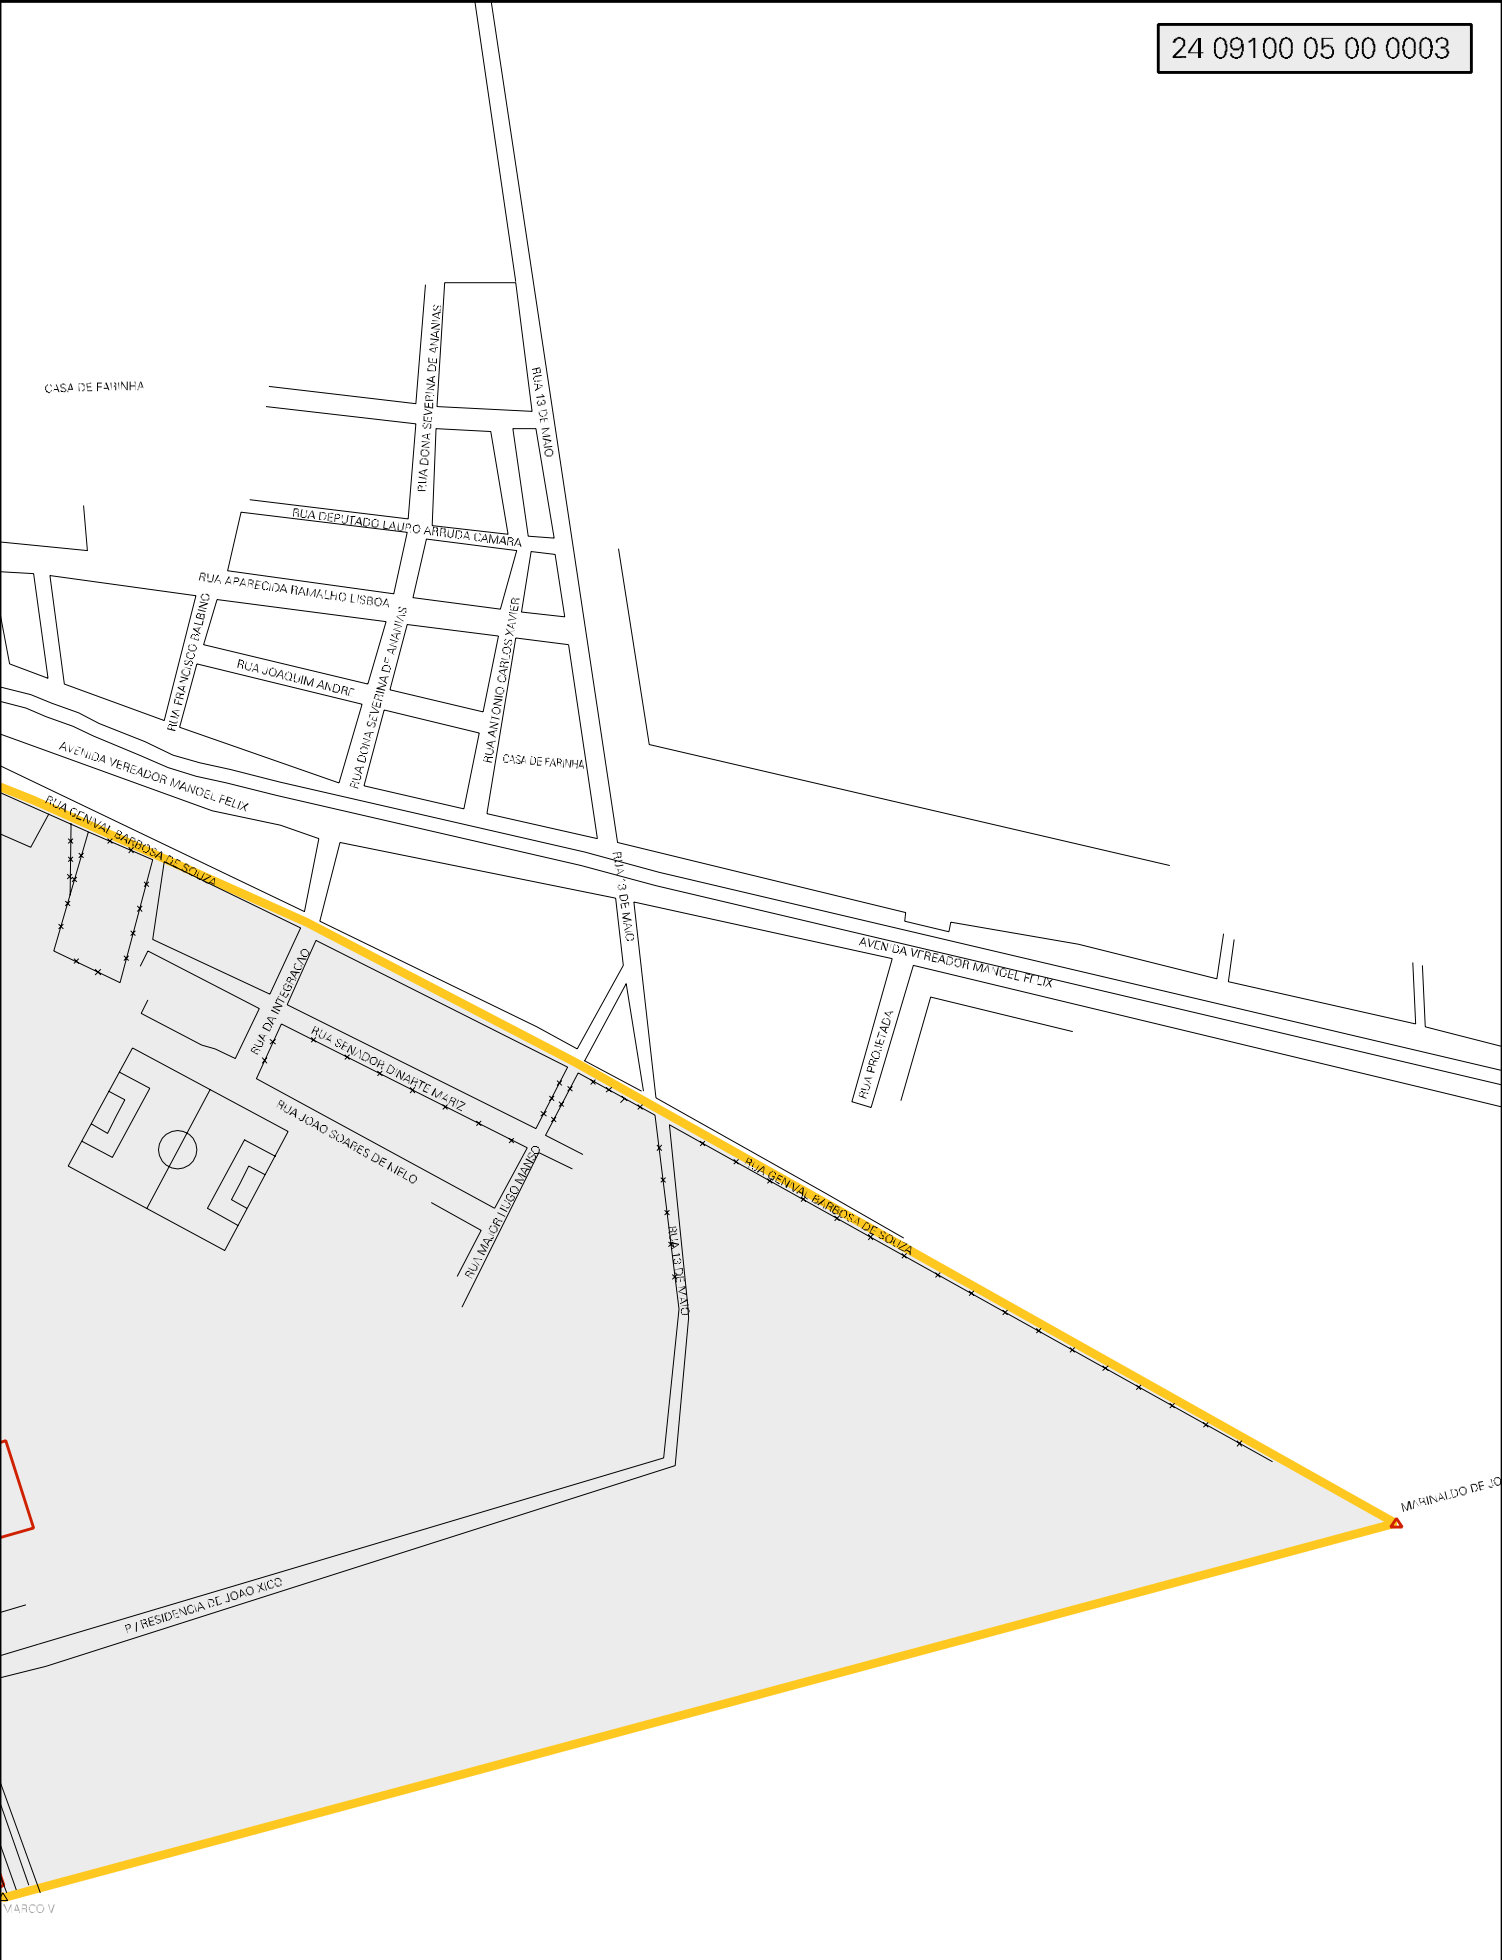 24 09100 05 00 0003
CASA DE FARINHA
RUA DONA SEVERINA DE ANANIAS
RUA 13 DE MAIO
RUA DEPUTADO LAURO ARRUDA CAMARA
RUA APARECIDA RAMALHO LISBOA
RUA FRANCISCO BALBINO
RUA JOAQUIM ANDRE
RUA DONA SEVERINA DE ANANIAS
RUA ANTONIO CARLOS XAVIER
CASA DE FARINHA
AVENIDA VEREADOR MANOEL FELIX
RUA GENIVAL BARBOSA DE SOUZA
RUA 13 DE MAIO
AVENIDA VEREADOR MANOEL FELIX
RUA DA INTEGRACAO
RUA SENADOR DINARTE MARIZ
RUA PROJETADA
RUA JOAO SOARES DE MELO
RUA MAJOR HUGO MANSO
RUA GENIVAL BARBOSA DE SOUZA
RUA 13 DE MAIO
MARINALDO DE JO
P / RESIDENCIA DE JOAO XICO
MARCO V